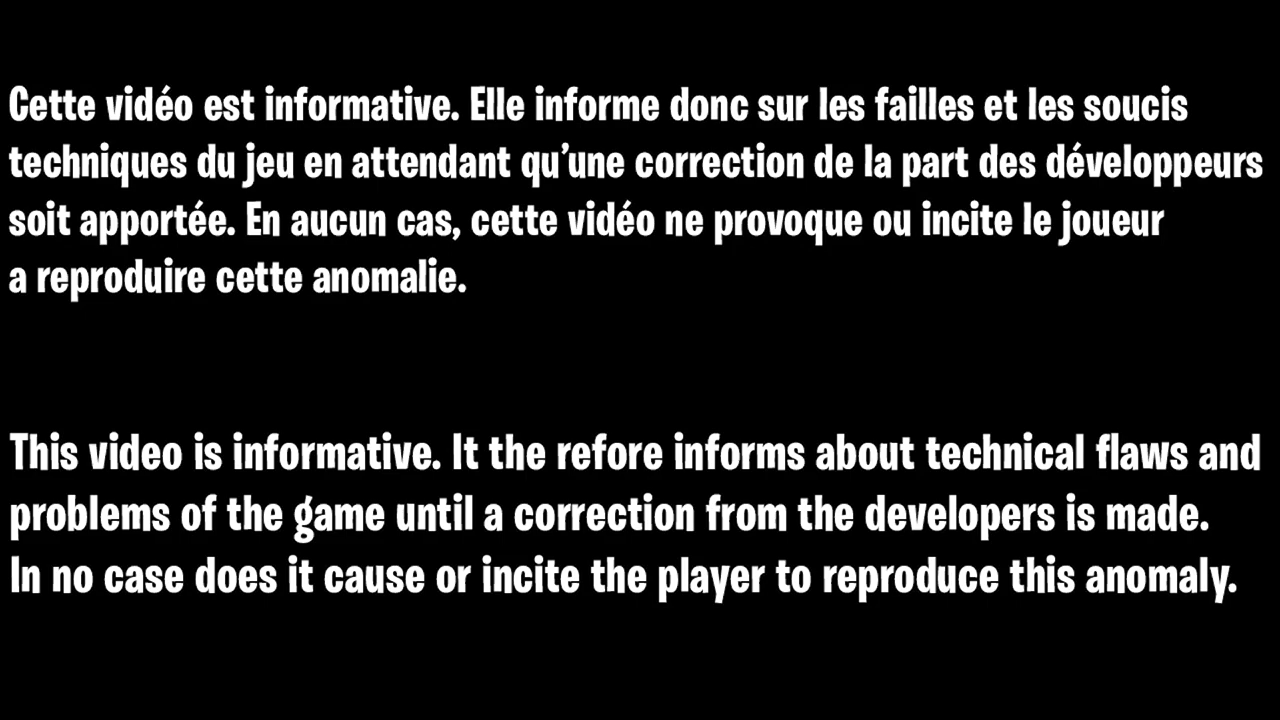 Cette vidéo est informative. Elle informe donc sur les failles et les soucis
techniques du jeu en attendant qu’une correction de la part des développeurs
soit apportée. En aucun cas, cette vidéo ne provoque ou incite le joueur
a reproduire cette anomalie.
This video is informative. It the refore informs about technical flaws and
problems of the game until a correction from the developers is made.
In no case does it cause or incite the player to reproduce this anomaly.